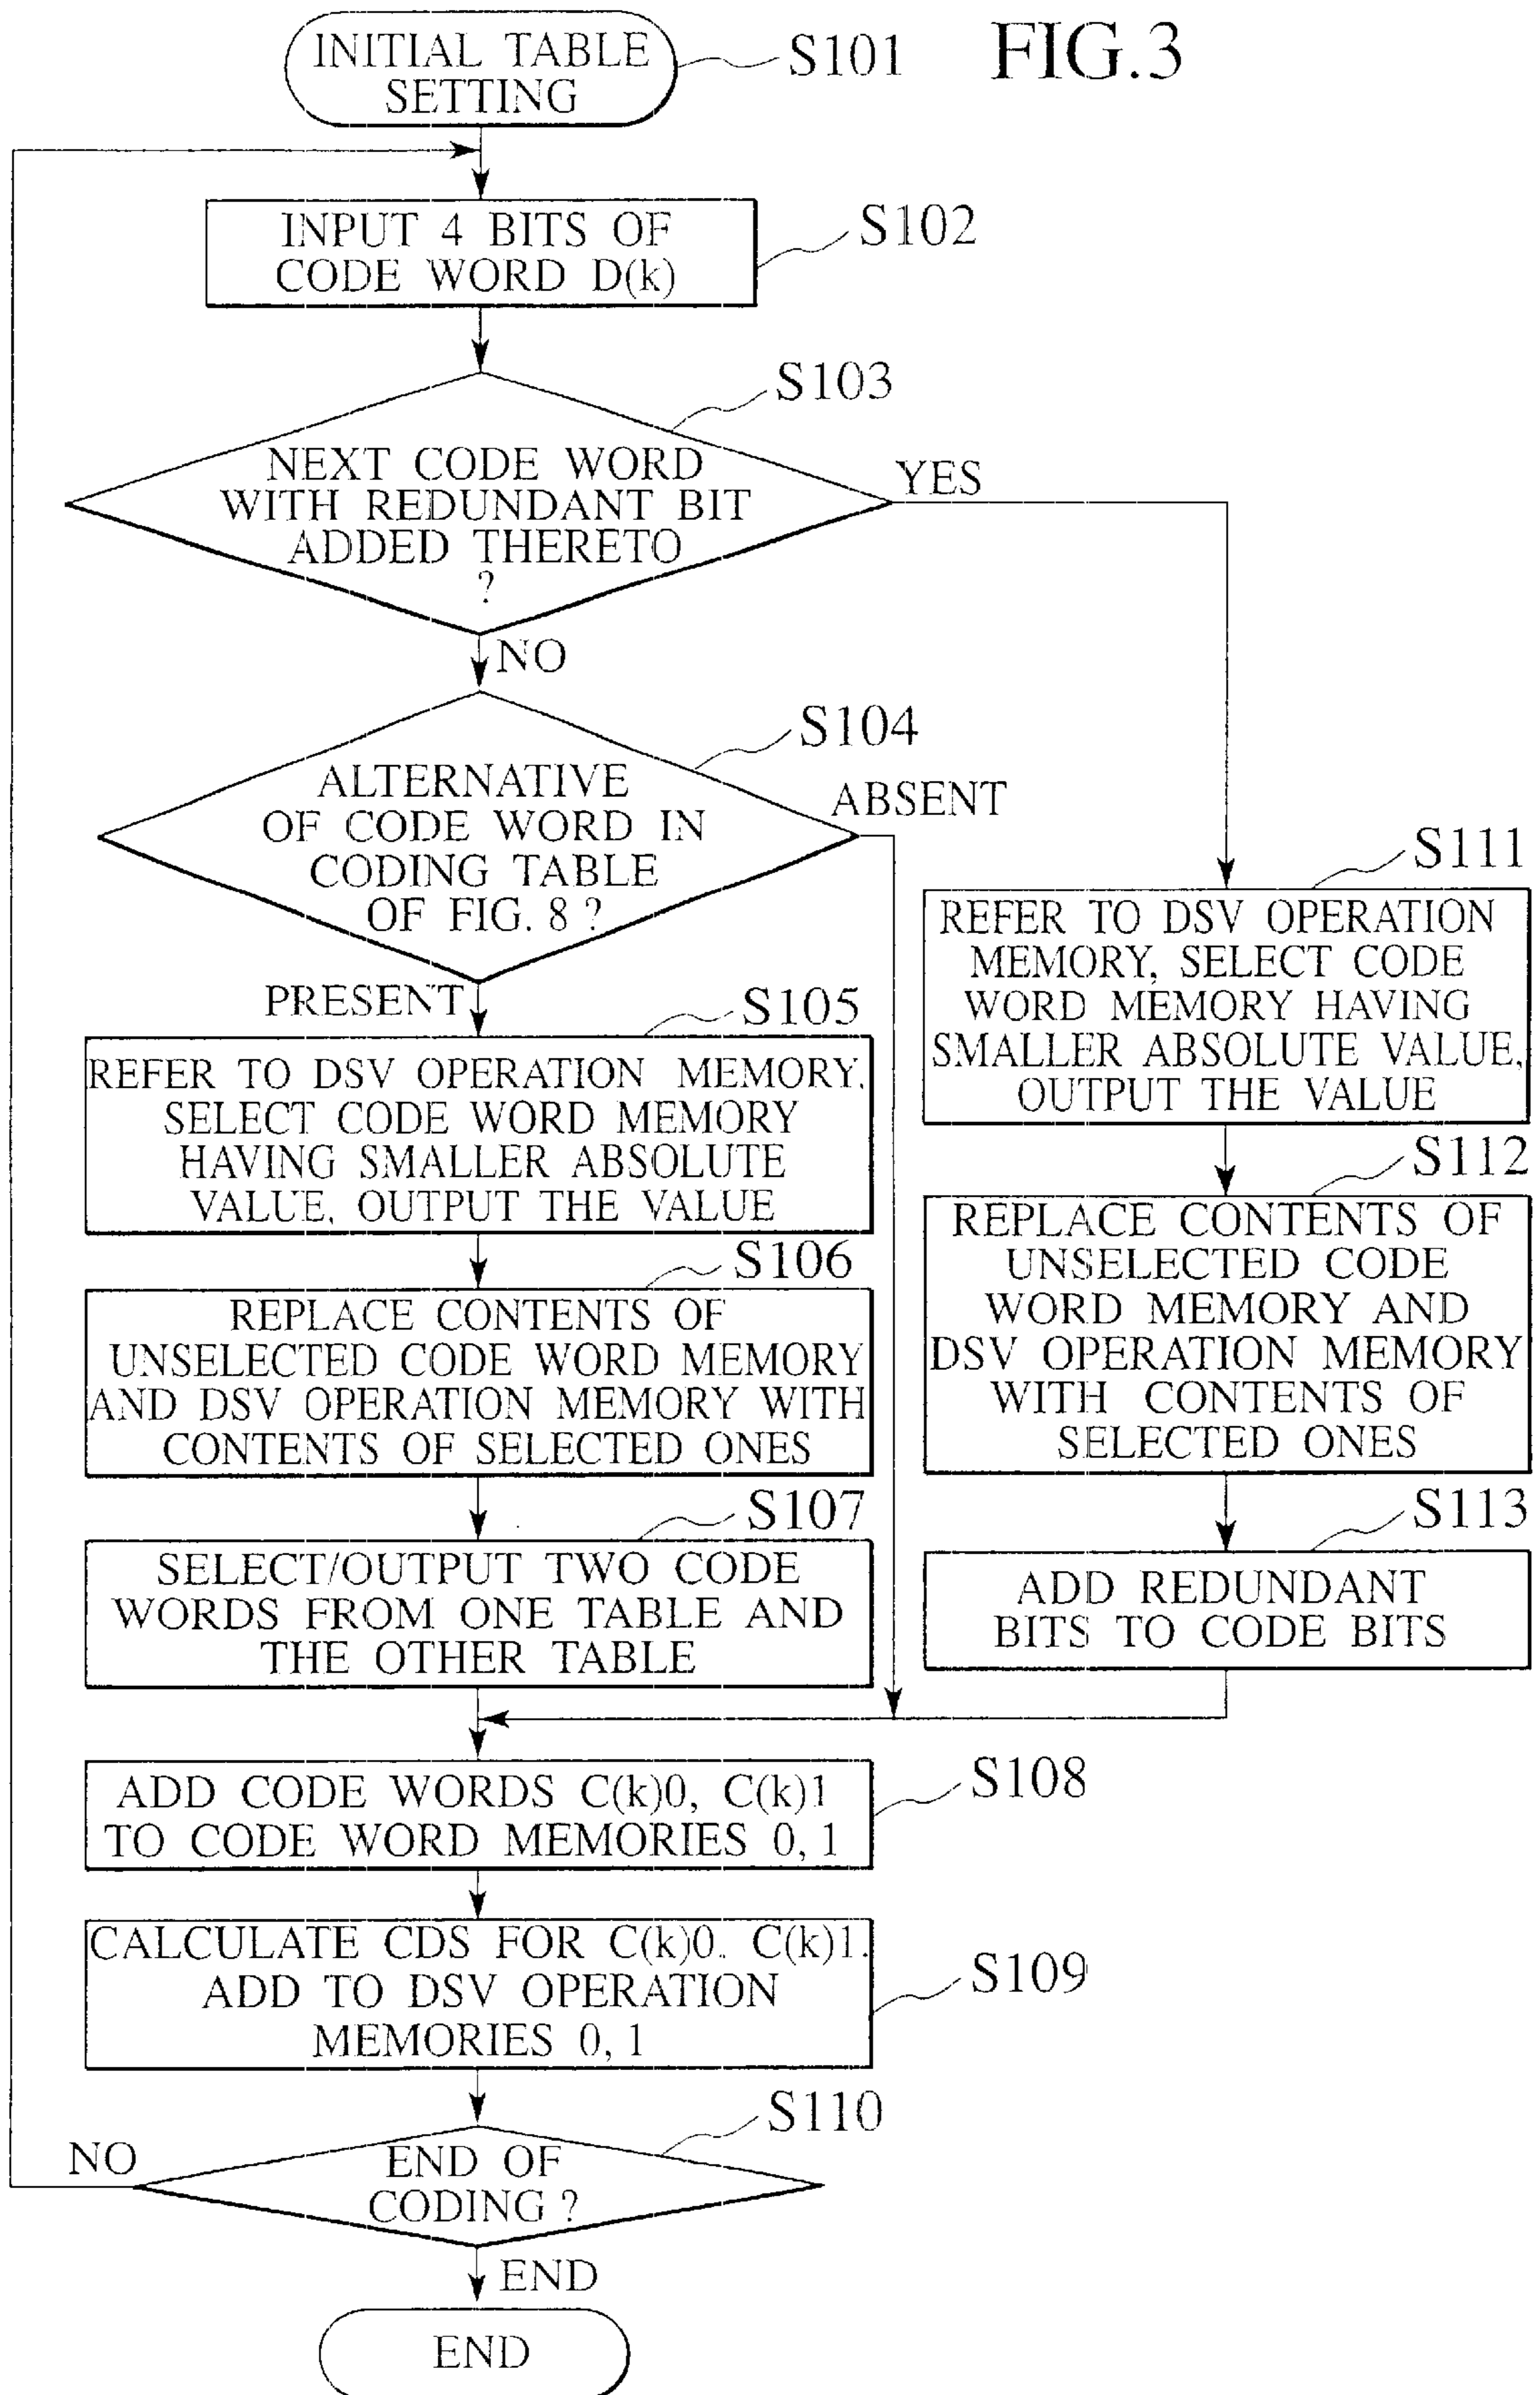 FIG.3
INITIAL TABLE
SETTING
S101
INPUT 4 BITS OF
CODE WORD D(k)
S102
S103
NEXT CODE WORD
WITH REDUNDANT BIT
ADDED THERETO
?
YES
NO
S104
ALTERNATIVE
OF CODE WORD IN
CODING TABLE
OF FIG. 8 ?
ABSENT
PRESENT
S105
REFER TO DSV OPERATION MEMORY,
SELECT CODE WORD MEMORY
HAVING SMALLER ABSOLUTE
VALUE, OUTPUT THE VALUE
S106
REPLACE CONTENTS OF
UNSELECTED CODE WORD MEMORY
AND DSV OPERATION MEMORY WITH
CONTENTS OF SELECTED ONES
S107
SELECT/OUTPUT TWO CODE
WORDS FROM ONE TABLE AND
THE OTHER TABLE
S111
REFER TO DSV OPERATION
MEMORY, SELECT CODE
WORD MEMORY HAVING
SMALLER ABSOLUTE VALUE,
OUTPUT THE VALUE
S112
REPLACE CONTENTS OF
UNSELECTED CODE
WORD MEMORY AND
DSV OPERATION MEMORY
WITH CONTENTS OF
SELECTED ONES
S113
ADD REDUNDANT
BITS TO CODE BITS
ADD CODE WORDS C(k)0, C(k)1
TO CODE WORD MEMORIES 0, 1
S108
CALCULATE CDS FOR C(k)0, C(k)1,
ADD TO DSV OPERATION
MEMORIES 0, 1
S109
S110
NO
END OF
CODING ?
END
END